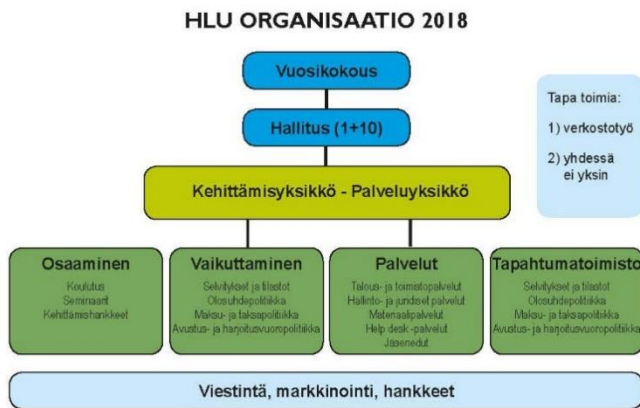 HLU ORGANISAATIO 2018
Vuosikokous
Hallitus (1+10)
Kehittämisyksikkö - Palveluyksikkö
Tapa toimia:
1) verkostotyö
2) yhdessä
ei yksin
Osaaminen
Koulutus
Seminaarit
Kehittämishankkeet
Vaikuttaminen
Selvitykset ja tilastot
Olosuhdepolitiikka
Maksu- ja taksapolitiikka
Avustus- ja harjoitusvuoropolitiikka
Palvelut
Talous- ja toimistopalvelut
Hallinto- ja juridiset palvelut
Materiaalipalvelut
Help desk -palvelut
Jäsenedut
Tapahtumatoimisto
Selvitykset ja tilastot
Olosuhdepolitiikka
Maksu- ja taksapolitiikka
Avustus- ja harjoitusvuoropolitiikka
Viestintä, markkinointi, hankkeet